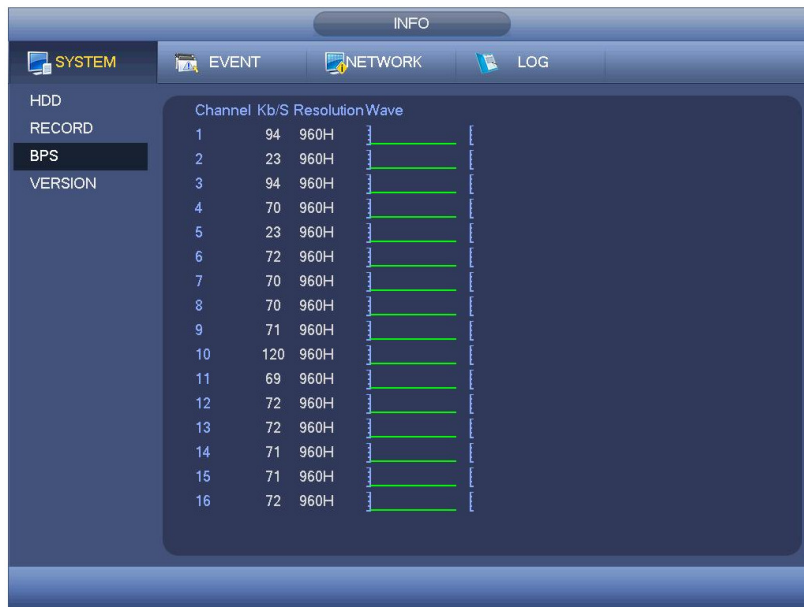 INFO
SYSTEM EVENT NETWORK LOG
HDD
RECORD
BPS
VERSION
Channel Kb/S Resolution Wave
1 94 960H
2 23 960H
3 94 960H
4 70 960H
5 23 960H
6 72 960H
7 70 960H
8 70 960H
9 71 960H
10 120 960H
11 69 960H
12 72 960H
13 72 960H
14 71 960H
15 71 960H
16 72 960H